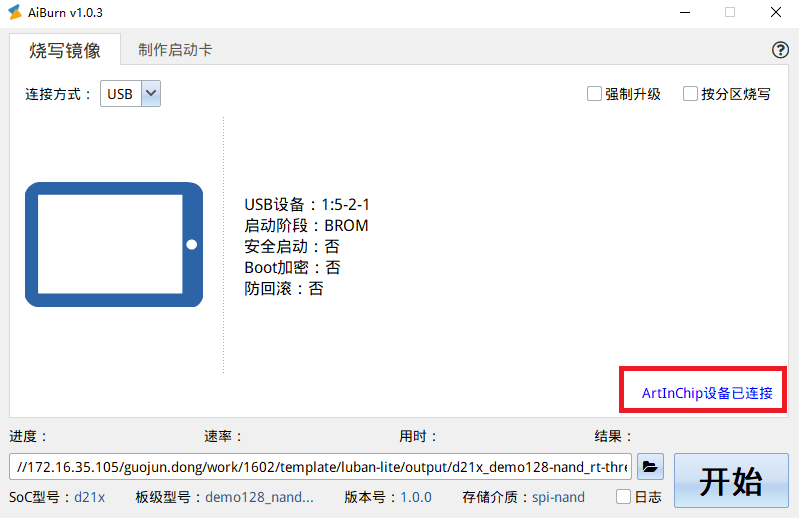 AiBurn v1.0.3
烧写镜像 制作启动卡
连接方式： USB 强制升级 按分区烧写
USB设备：1:5-2-1
启动阶段：BROM
安全启动：否
Boot加密：否
防回滚：否
ArtInChip设备已连接
进度： 速率： 用时： 结果：
//172.16.35.105/guojun.dong/work/1602/template/luban-lite/output/d21x_demo128-nand_rt-thre
开始
SoC型号：d21x 板级型号：demo128_nand... 版本号：1.0.0 存储介质：spi-nand 日志